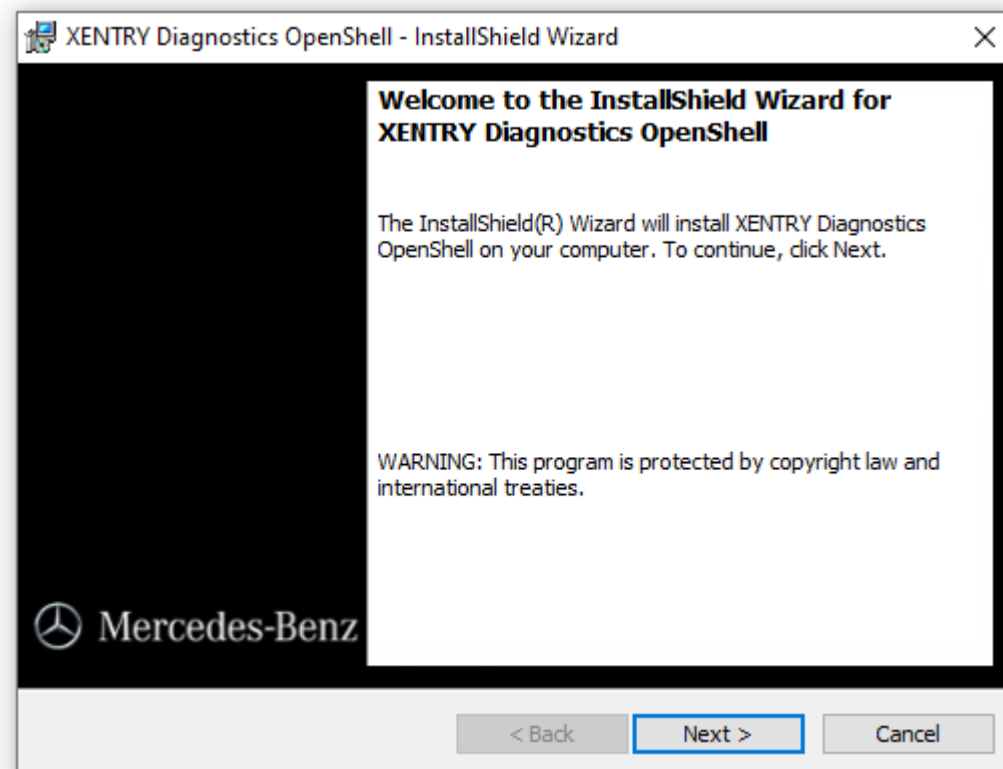 XENTRY Diagnostics OpenShell - InstallShield Wizard
Welcome to the InstallShield Wizard for
XENTRY Diagnostics OpenShell
The InstallShield(R) Wizard will install XENTRY Diagnostics
OpenShell on your computer. To continue, click Next.
WARNING: This program is protected by copyright law and
international treaties.
Mercedes-Benz
< Back
Next >
Cancel